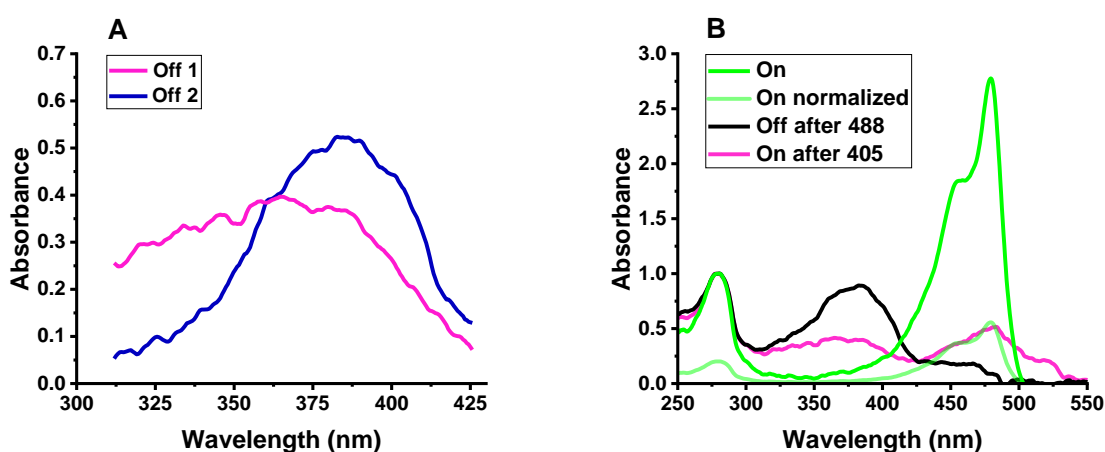 A
Off 1
Off 2
0.7
0.6
0.5
0.4
0.3
0.2
0.1
0.0
Absorbance
300 325 350 375 400 425
Wavelength (nm)
B
On
On normalized
Off after 488
On after 405
3.0
2.5
2.0
1.5
1.0
0.5
0.0
Absorbance
250 300 350 400 450 500 550
Wavelength (nm)